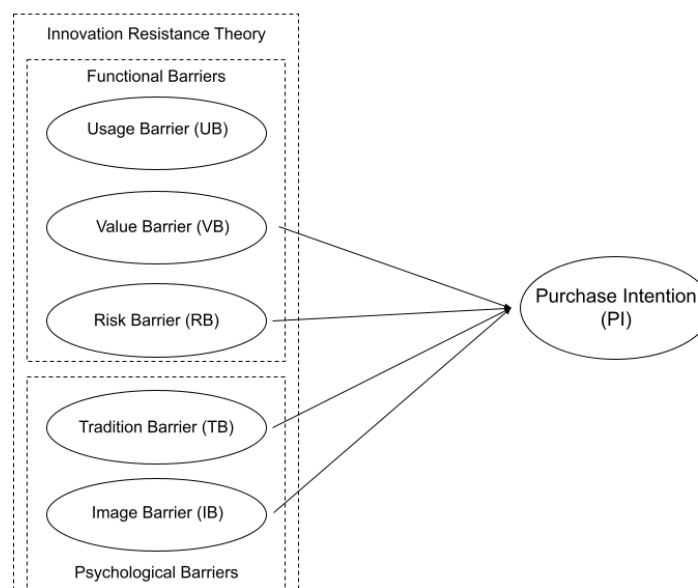 Innovation Resistance Theory
Functional Barriers
Usage Barrier (UB)
Value Barrier (VB)
Risk Barrier (RB)
Tradition Barrier (TB)
Image Barrier (IB)
Psychological Barriers
Purchase Intention
(PI)